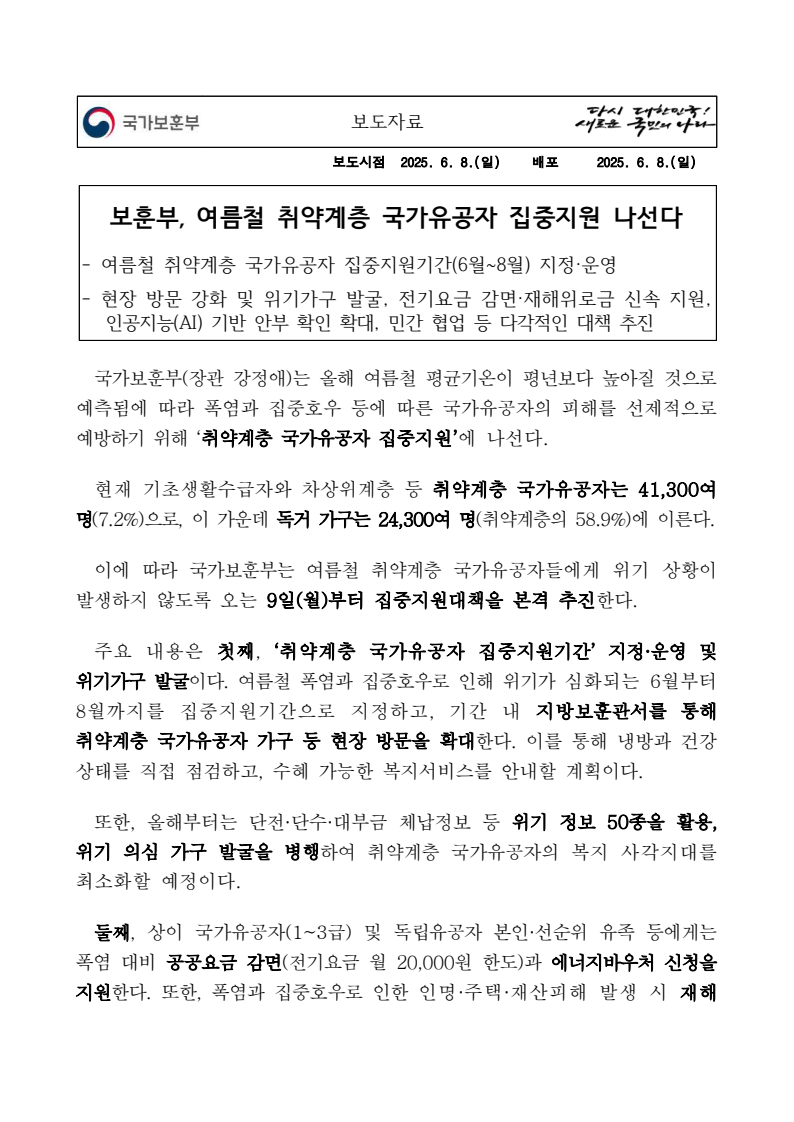 국가보훈부
보도자료
다시 대한민국!
새로운 국민의 나라
보도시점 2025. 6. 8.(일) 배포 2025. 6. 8.(일)
보훈부, 여름철 취약계층 국가유공자 집중지원 나선다
- 여름철 취약계층 국가유공자 집중지원기간(6월~8월) 지정·운영
- 현장 방문 강화 및 위기가구 발굴, 전기요금 감면·재해위로금 신속 지원,
인공지능(AI) 기반 안부 확인 확대, 민간 협업 등 다각적인 대책 추진
국가보훈부(장관 강정애)는 올해 여름철 평균기온이 평년보다 높아질 것으로
예측됨에 따라 폭염과 집중호우 등에 따른 국가유공자의 피해를 선제적으로
예방하기 위해 ‘취약계층 국가유공자 집중지원’에 나선다.
현재 기초생활수급자와 차상위계층 등 취약계층 국가유공자는 41,300여
명(7.2%)으로, 이 가운데 독거 가구는 24,300여 명(취약계층의 58.9%)에 이른다.
이에 따라 국가보훈부는 여름철 취약계층 국가유공자들에게 위기 상황이
발생하지 않도록 오는 9일(월)부터 집중지원대책을 본격 추진한다.
주요 내용은 첫째, ‘취약계층 국가유공자 집중지원기간’ 지정·운영 및
위기가구 발굴이다. 여름철 폭염과 집중호우로 인해 위기가 심화되는 6월부터
8월까지를 집중지원기간으로 지정하고, 기간 내 지방보훈관서를 통해
취약계층 국가유공자 가구 등 현장 방문을 확대한다. 이를 통해 냉방과 건강
상태를 직접 점검하고, 수혜 가능한 복지서비스를 안내할 계획이다.
또한, 올해부터는 단전·단수·대부금 체납정보 등 위기 정보 50종을 활용,
위기 의심 가구 발굴을 병행하여 취약계층 국가유공자의 복지 사각지대를
최소화할 예정이다.
둘째, 상이 국가유공자(1~3급) 및 독립유공자 본인·선순위 유족 등에게는
폭염 대비 공공요금 감면(전기요금 월 20,000원 한도)과 에너지바우처 신청을
지원한다. 또한, 폭염과 집중호우로 인한 인명·주택·재산피해 발생 시 재해